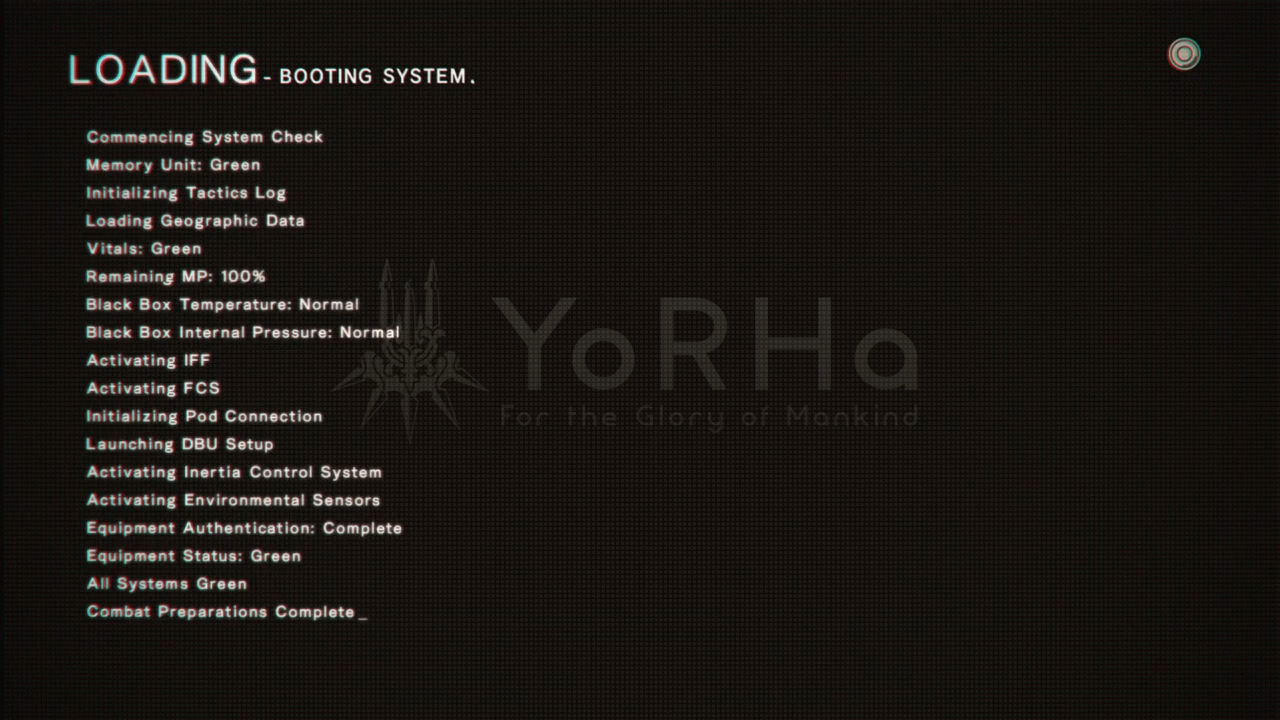 LOADING - BOOTING SYSTEM.
Commencing System Check
Memory Unit: Green
Initializing Tactics Log
Loading Geographic Data
Vitals: Green
Remaining MP: 100%
Black Box Temperature: Normal
Black Box Internal Pressure: Normal
Activating IFF
Activating FCS
Initializing Pod Connection
Launching DBU Setup
Activating Inertia Control System
Activating Environmental Sensors
Equipment Authentication: Complete
Equipment Status: Green
All Systems Green
Combat Preparations Complete_
YoRHa
For the Glory of Mankind